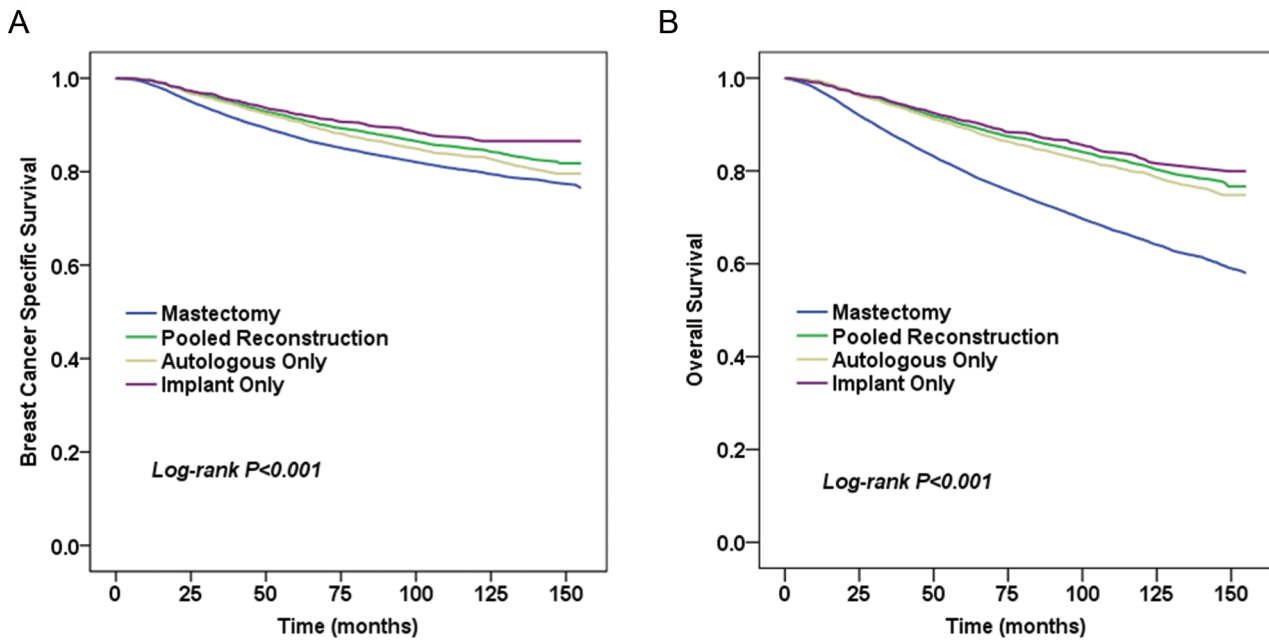 A
Breast Cancer Specific Survival
1.0
0.8
0.6
0.4
0.2
0.0
Mastectomy
Pooled Reconstruction
Autologous Only
Implant Only
Log-rank P<0.001
0 25 50 75 100 125 150
Time (months)
B
Overall Survival
1.0
0.8
0.6
0.4
0.2
0.0
Mastectomy
Pooled Reconstruction
Autologous Only
Implant Only
Log-rank P<0.001
0 25 50 75 100 125 150
Time (months)